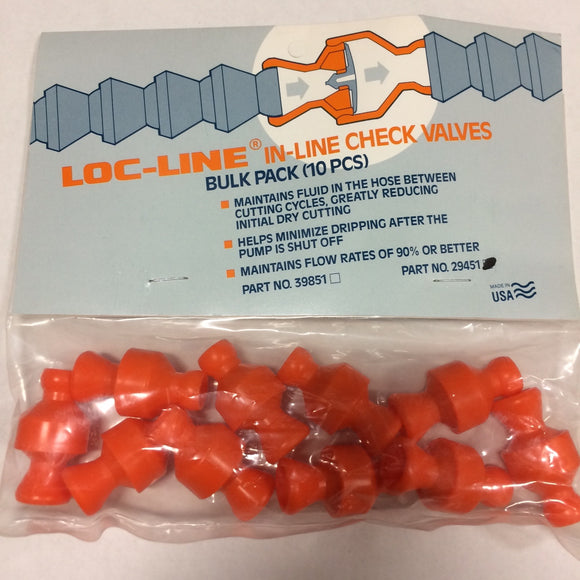 LOC-LINE® IN-LINE CHECK VALVES
BULK PACK (10 PCS)
MAINTAINS FLUID IN THE HOSE BETWEEN
CUTTING CYCLES, GREATLY REDUCING
INITIAL DRY CUTTING
HELPS MINIMIZE DRIPPING AFTER THE
PUMP IS SHUT OFF
MAINTAINS FLOW RATES OF 90% OR BETTER
PART NO. 39851 PART NO. 29451
MADE IN
USA